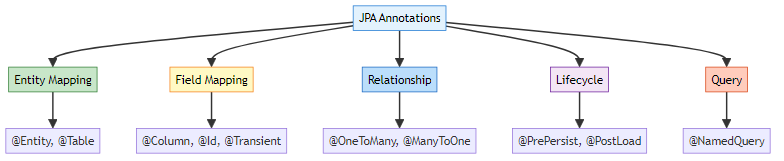 JPA Annotations
Entity Mapping
Field Mapping
Relationship
Lifecycle
Query
@Entity, @Table
@Column, @Id, @Transient
@OneToMany, @ManyToOne
@PrePersist, @PostLoad
@NamedQuery